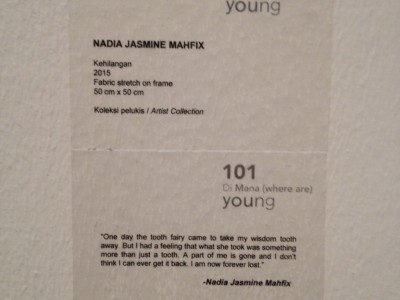 young
NADIA JASMINE MAHFIX
Kehilangan
2015
Fabric stretch on frame
50 cm x 50 cm
Koleksi pelukis / Artist Collection
101
Di Mana (where are)
young
"One day the tooth fairy came to take my wisdom tooth
away. But I had a feeling that what she took was something
more than just a tooth. A part of me is gone and I don't
think I can ever get it back. I am now forever lost."
-Nadia Jasmine Mahfix